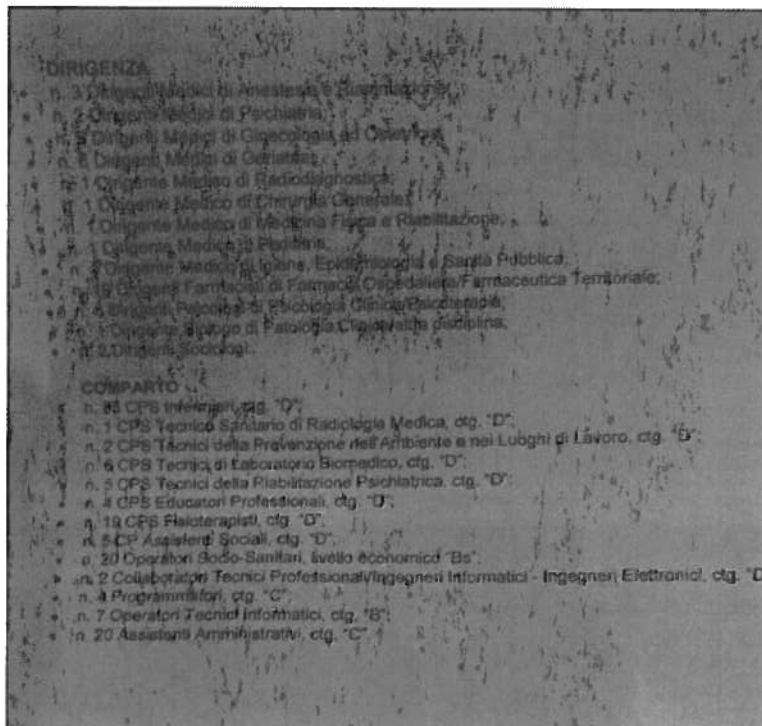 DIRIGENZA
n. 3 Dirigenti Medici di Anestesia e Rianimazione;
n. 2 Dirigenti Medici di Psichiatria;
n. Dirigenti Medici di Ginecologia ed Ostetricia;
n. 6 Dirigenti Medici di Geriatria;
n. 1 Dirigente Medico di Radiodiagnostica;
n. 1 Dirigente Medico di Chirurgia Generale;
n. 1 Dirigente Medico di Medicina Fisica e Riabilitazione;
n. 1 Dirigente Medico di Pediatria;
n. Dirigente Medico di Igiene, Epidemiologia e Sanità Pubblica;
n. Dirigenti Farmacisti di Farmacia Ospedaliera/Farmaceutica Territoriale;
n. Dirigenti Psicologi di Psicologia Clinica/Psicoterapia;
n. 1 Dirigente Biologo di Patologia Clinica/altra disciplina;
n. 2 Dirigenti Sociologi.
COMPARTO
n. CPS Infermieri, ctg. "D";
n. 1 CPS Tecnico Sanitario di Radiologia Medica, ctg. "D";
n. 2 CPS Tecnici della Prevenzione nell'Ambiente e nei Luoghi di Lavoro, ctg. "D";
n. 6 CPS Tecnici di Laboratorio Biomedico, ctg. "D";
n. 5 CPS Tecnici della Riabilitazione Psichiatrica, ctg. "D";
n. 4 CPS Educatori Professionali, ctg. "D";
n. 19 CPS Fisioterapisti, ctg. "D";
n. 5 CP Assistenti Sociali, ctg. "D";
n. 20 Operatori Socio-Sanitari, livello economico "Bs";
n. 2 Collaboratori Tecnici Professionali/Ingegneri Informatici - Ingegneri Elettronici, ctg. "D
n. 4 Programmatori, ctg. "C";
n. 7 Operatori Tecnici Informatici, ctg. "B";
n. 20 Assistenti Amministrativi, ctg. "C".